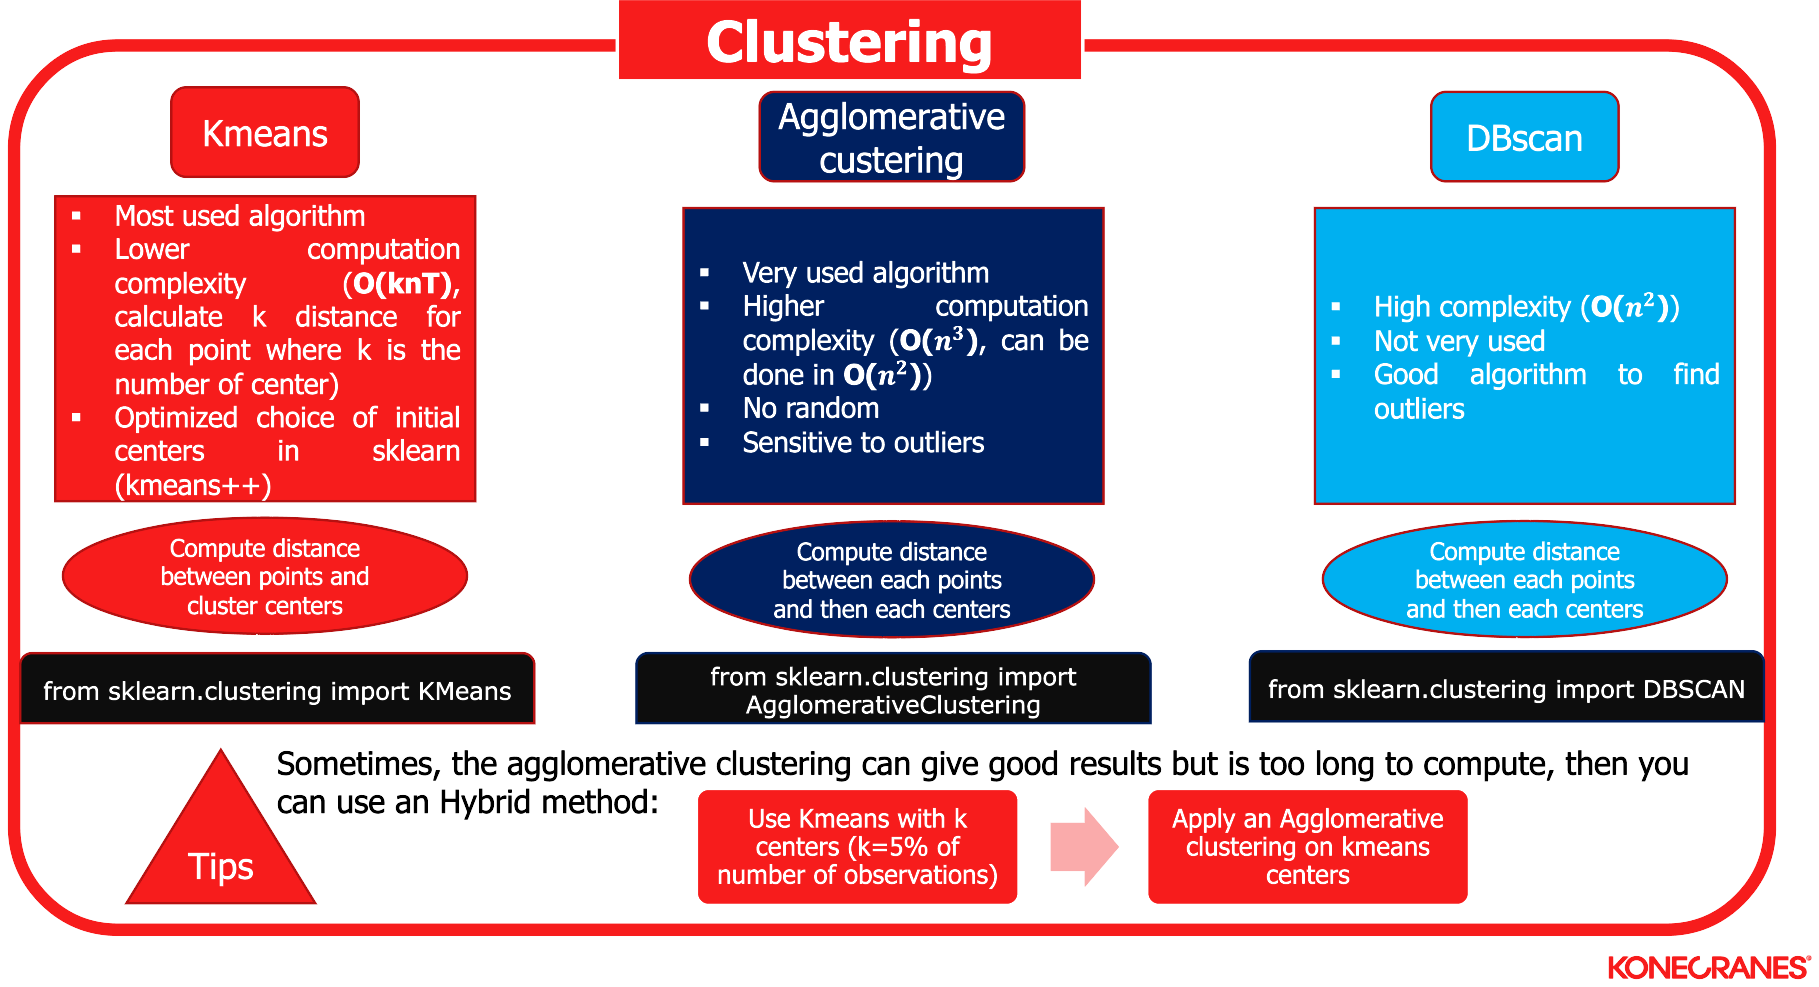 Clustering
Kmeans
▪ Most used algorithm
▪ Lower computation
complexity (O(knT),
calculate k distance for
each point where k is the
number of center)
▪ Optimized choice of initial
centers in sklearn
(kmeans++)
Compute distance
between points and
cluster centers
from sklearn.clustering import KMeans
Agglomerative
custering
▪ Very used algorithm
▪ Higher computation
complexity (O(n³), can be
done in O(n²))
▪ No random
▪ Sensitive to outliers
Compute distance
between each points
and then each centers
from sklearn.clustering import
AgglomerativeClustering
DBscan
▪ High complexity (O(n²))
▪ Not very used
▪ Good algorithm to find
outliers
Compute distance
between each points
and then each centers
from sklearn.clustering import DBSCAN
Tips
Sometimes, the agglomerative clustering can give good results but is too long to compute, then you
can use an Hybrid method:
Use Kmeans with k
centers (k=5% of
number of observations)
Apply an Agglomerative
clustering on kmeans
centers
KONECRANES®